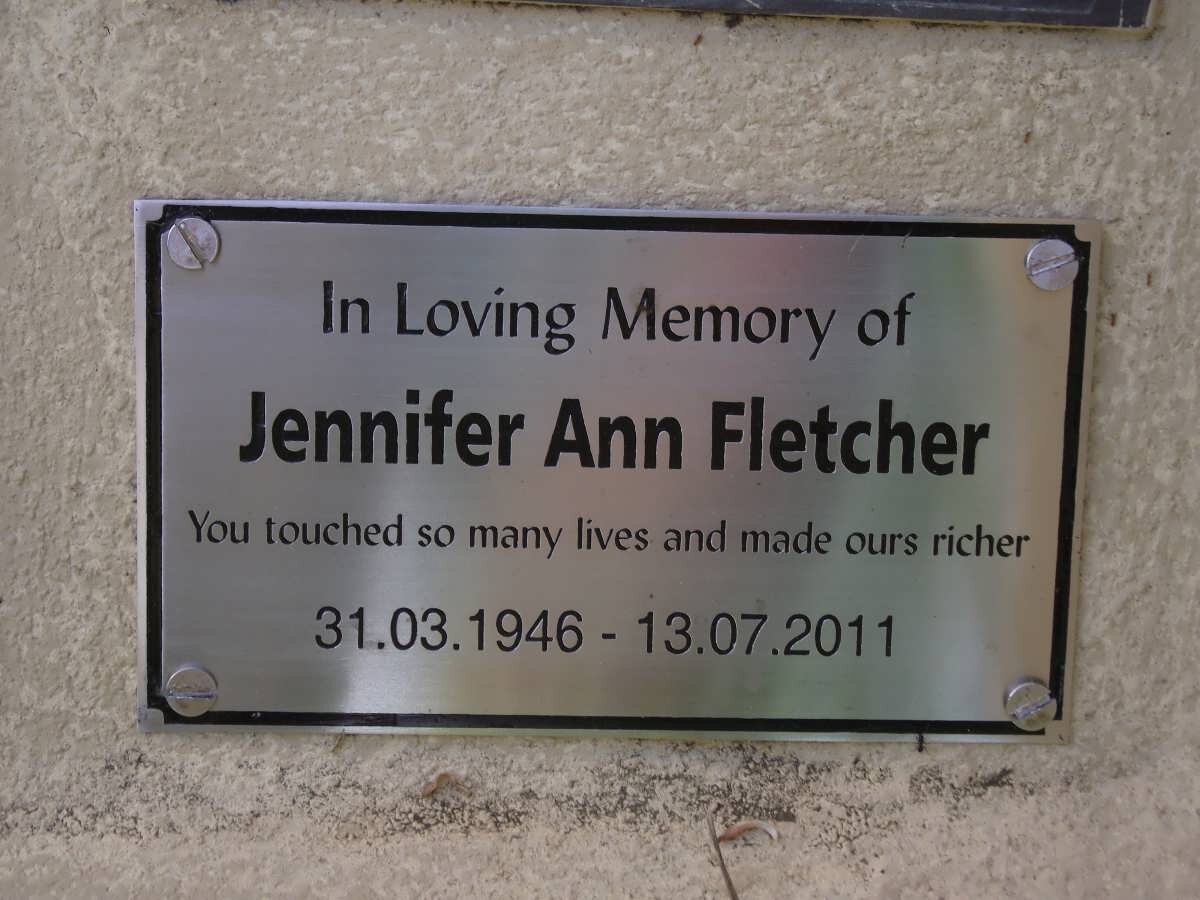 In Loving Memory of
Jennifer Ann Fletcher
You touched so many lives and made ours richer
31.03.1946 - 13.07.2011